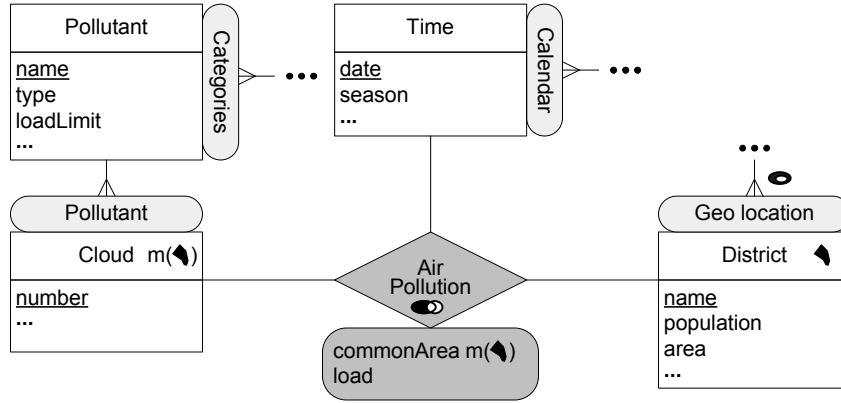 Pollutant
name
type
loadLimit
...
Categories
...
Time
date
season
...
Calendar
...
Pollutant
Cloud m()
number
...
Air
Pollution
commonArea m()
load
...
Geo location
District
name
population
area
...